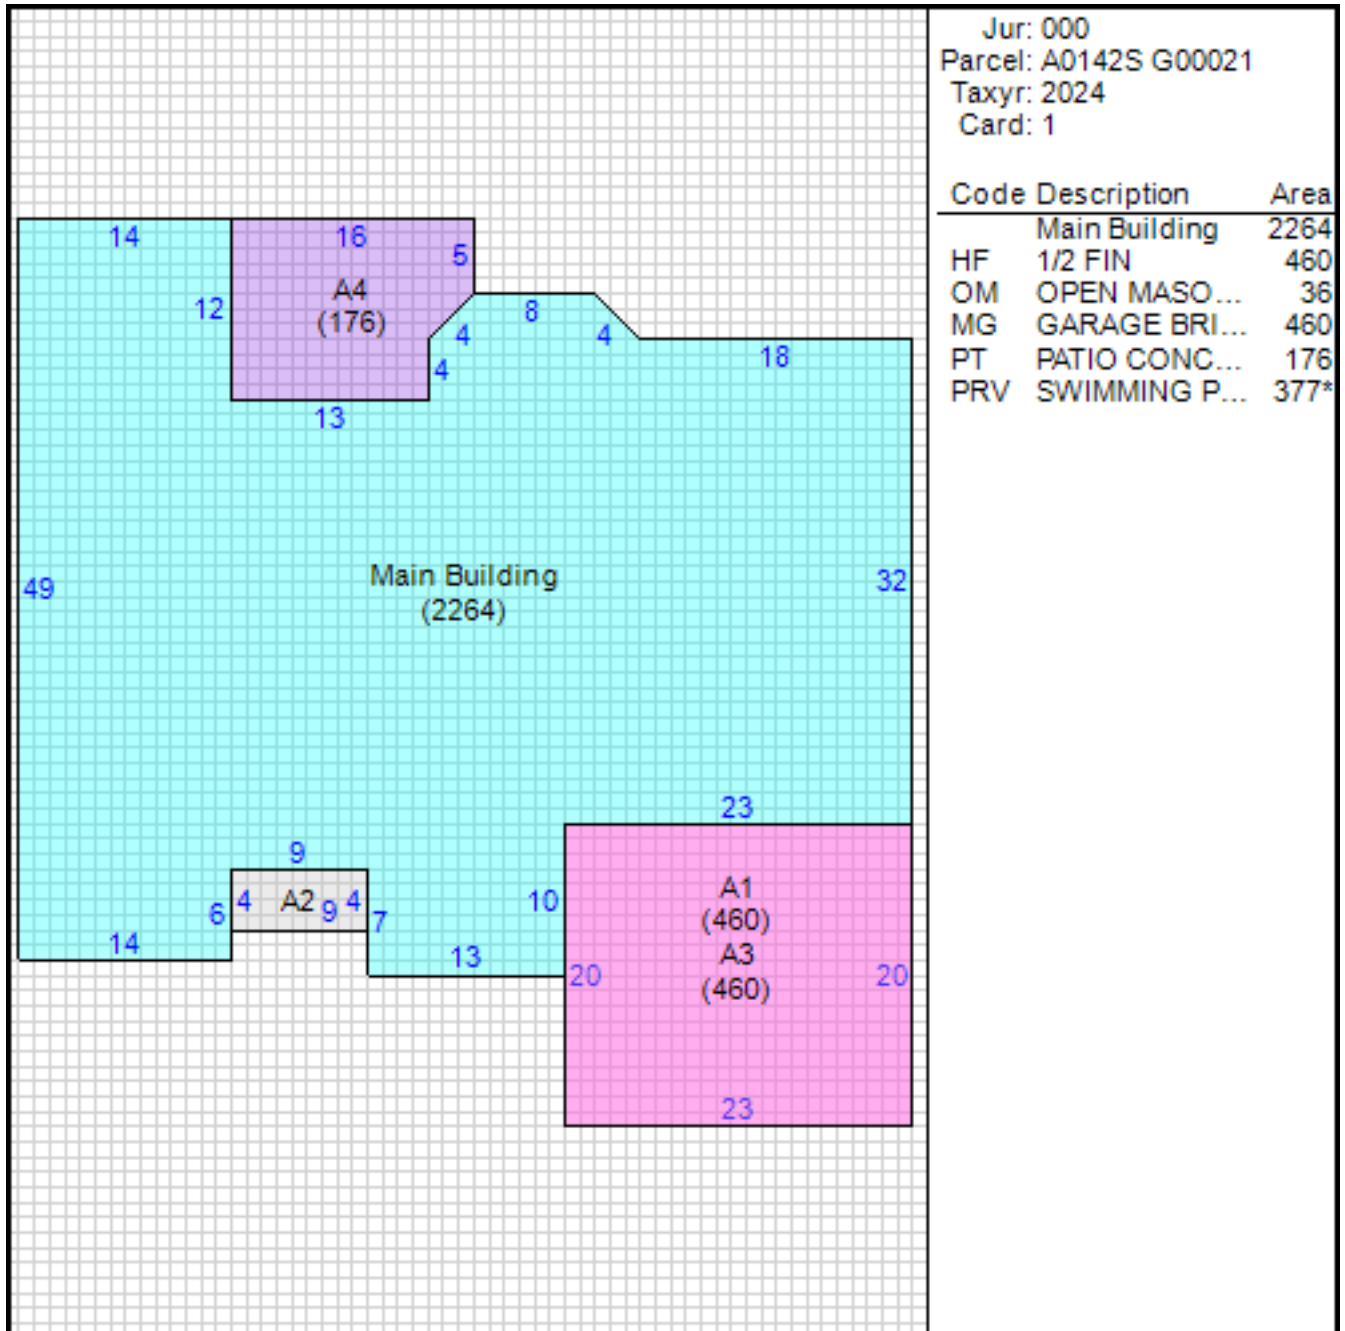 Jur: 000
Parcel: A0142S G00021
Taxyr: 2024
Card: 1
Code Description Area
Main Building 2264
HF 1/2 FIN 460
OM OPEN MASO... 36
MG GARAGE BRI... 460
PT PATIO CONC... 176
PRV SWIMMING P... 377*
14
16
5
A4
(176)
12
8
4
4
18
4
13
49
Main Building
(2264)
32
23
9
A1
(460)
A3
(460)
10
6
4
A2
9
4
7
14
13
20
20
23